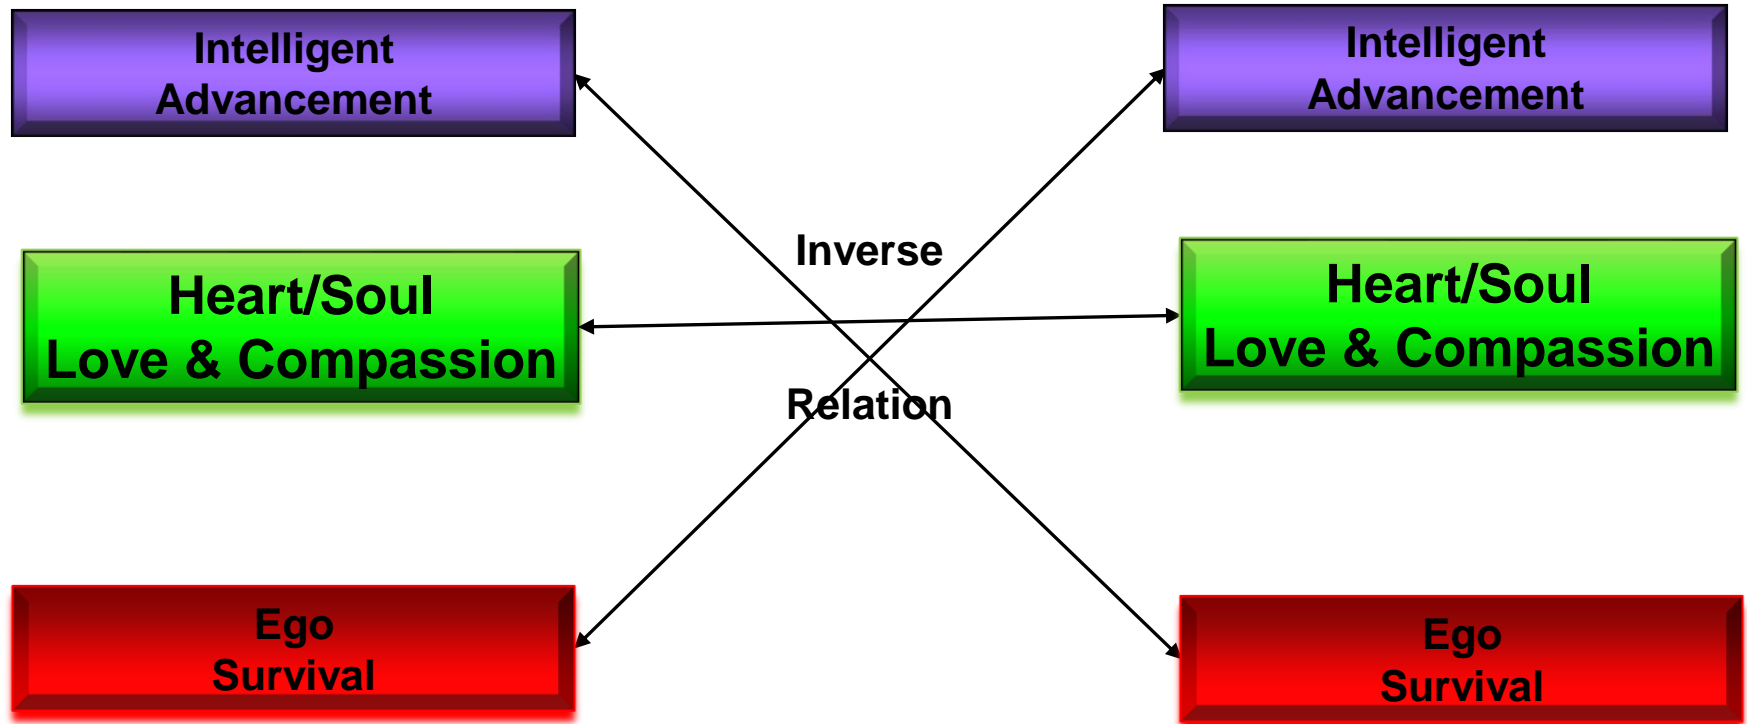 Intelligent
Advancement
Intelligent
Advancement
Inverse
Heart/Soul
Love & Compassion
Heart/Soul
Love & Compassion
Relation
Ego
Survival
Ego
Survival